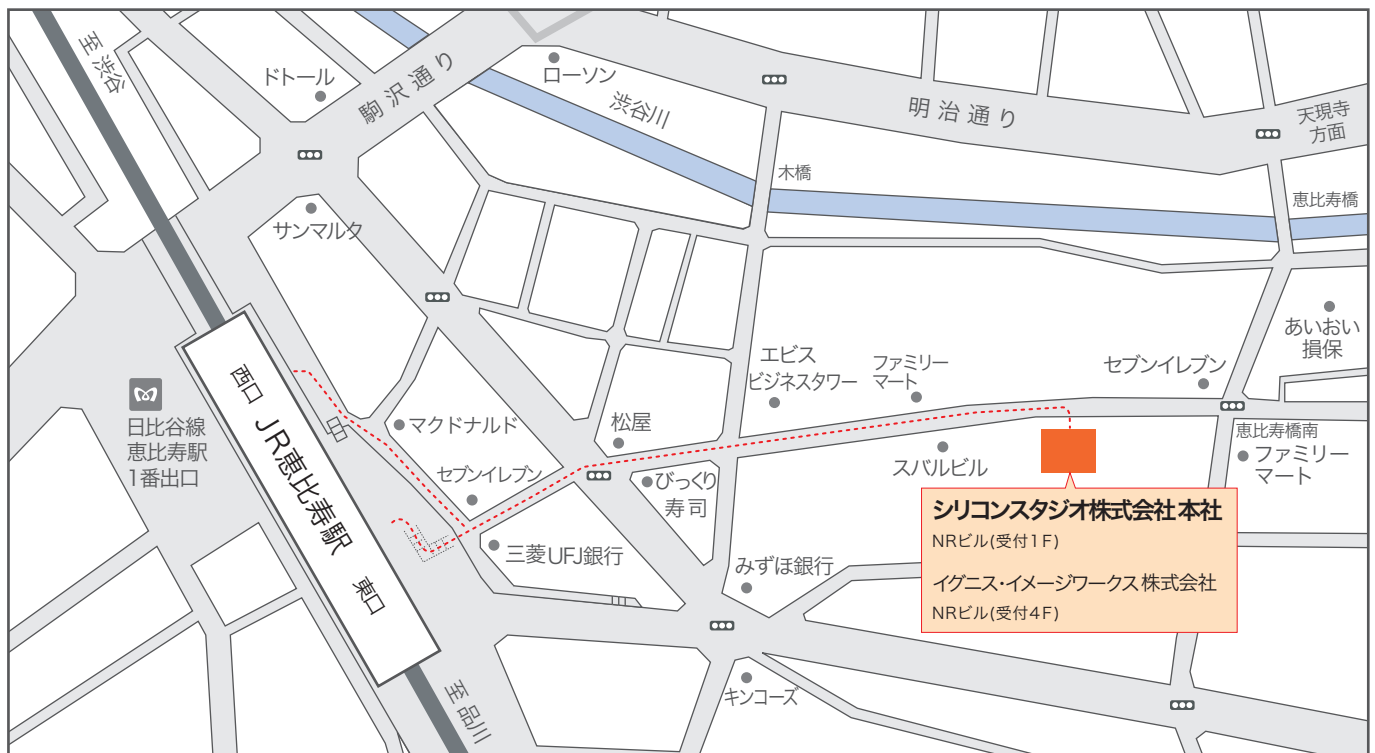 至渋谷
ドトール
駒沢通り
ローソン
渋谷川
明治通り
天現寺
方面
木橋
恵比寿橋
サンマルク
あいおい
損保
エビス
ビジネスタワー
ファミリー
マート
セブンイレブン
西口 JR恵比寿駅 東口
日比谷線
恵比寿駅
1番出口
マクドナルド
松屋
恵比寿橋南
ファミリー
マート
セブンイレブン
びっくり
寿司
スバルビル
三菱UFJ銀行
みずほ銀行
シリコンスタジオ株式会社 本社
NRビル(受付1F)
イグニス・イメージワークス 株式会社
NRビル(受付4F)
キンコーズ
至品川